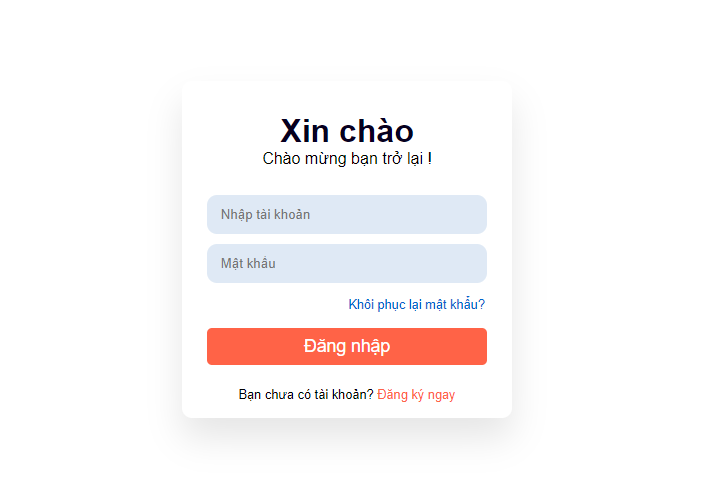 Xin chào
Chào mừng bạn trở lại !
Nhập tài khoản
Mật khẩu
Khôi phục lại mật khẩu?
Đăng nhập
Bạn chưa có tài khoản? Đăng ký ngay